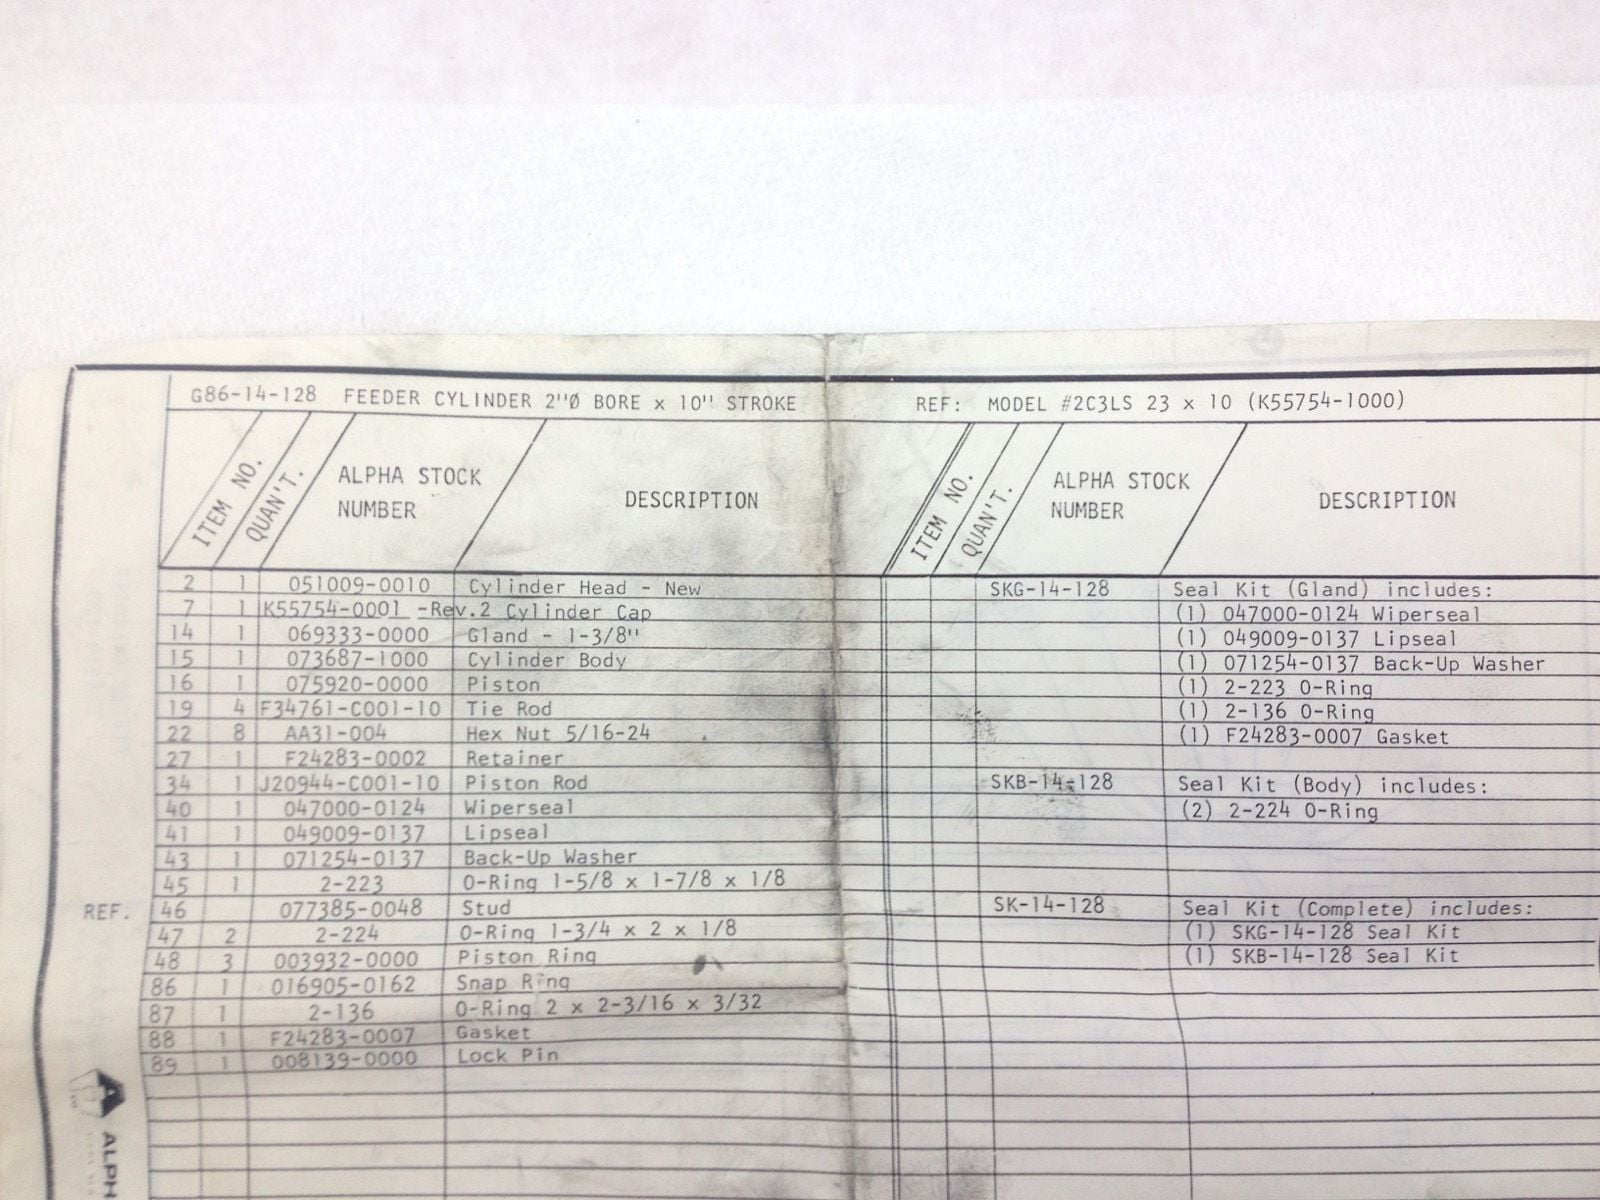 G86-14-128 FEEDER CYLINDER 2"Ø BORE x 10" STROKE REF: MODEL #2C3LS 23 x 10 (K55754-1000)
ITEM NO. QUAN'T. ALPHA STOCK NUMBER DESCRIPTION
2 1 051009-0010 Cylinder Head - New
7 1 K55754-0001 -Rev.2 Cylinder Cap
14 1 069333-0000 Gland - 1-3/8"
15 1 073687-1000 Cylinder Body
16 1 075920-0000 Piston
19 4 F34761-C001-10 Tie Rod
22 8 AA31-004 Hex Nut 5/16-24
27 1 F24283-0002 Retainer
34 1 J20944-C001-10 Piston Rod
40 1 047000-0124 Wiperseal
41 1 049009-0137 Lipseal
43 1 071254-0137 Back-Up Washer
45 1 2-223 O-Ring 1-5/8 x 1-7/8 x 1/8
REF. 46 077385-0048 Stud
47 2 2-224 O-Ring 1-3/4 x 2 x 1/8
48 3 003932-0000 Piston Ring
86 1 016905-0162 Snap Ring
87 1 2-136 O-Ring 2 x 2-3/16 x 3/32
88 1 F24283-0007 Gasket
89 1 008139-0000 Lock Pin
ITEM NO. QUAN'T. ALPHA STOCK NUMBER DESCRIPTION
SKG-14-128 Seal Kit (Gland) includes:
(1) 047000-0124 Wiperseal
(1) 049009-0137 Lipseal
(1) 071254-0137 Back-Up Washer
(1) 2-223 O-Ring
(1) 2-136 O-Ring
(1) F24283-0007 Gasket
SKB-14-128 Seal Kit (Body) includes:
(2) 2-224 O-Ring
SK-14-128 Seal Kit (Complete) includes:
(1) SKG-14-128 Seal Kit
(1) SKB-14-128 Seal Kit
ALPH